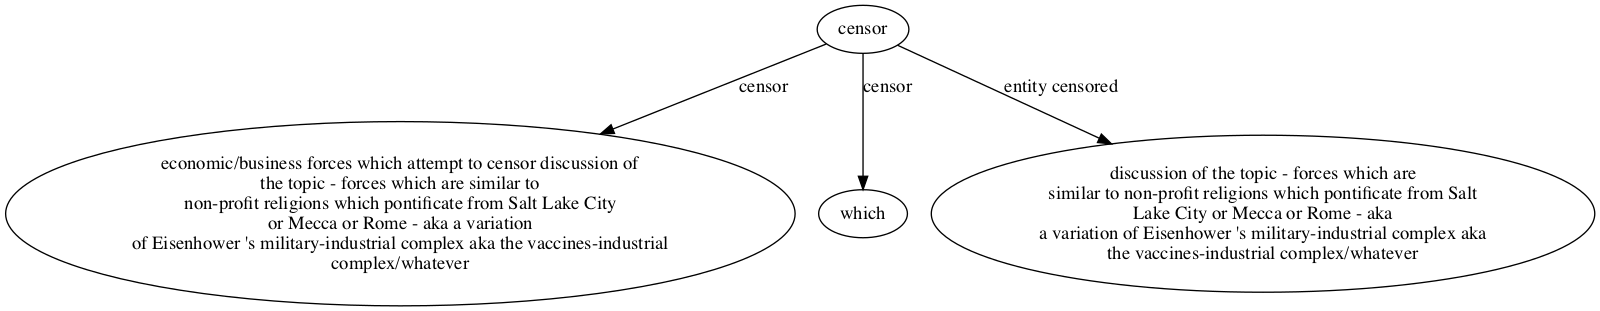 censor
censor
censor
entity censored
economic/business forces which attempt to censor discussion of
the topic - forces which are similar to
non-profit religions which pontificate from Salt Lake City
or Mecca or Rome - aka a variation
of Eisenhower 's military-industrial complex aka the vaccines-industrial
complex/whatever
which
discussion of the topic - forces which are
similar to non-profit religions which pontificate from Salt
Lake City or Mecca or Rome - aka
a variation of Eisenhower 's military-industrial complex aka
the vaccines-industrial complex/whatever